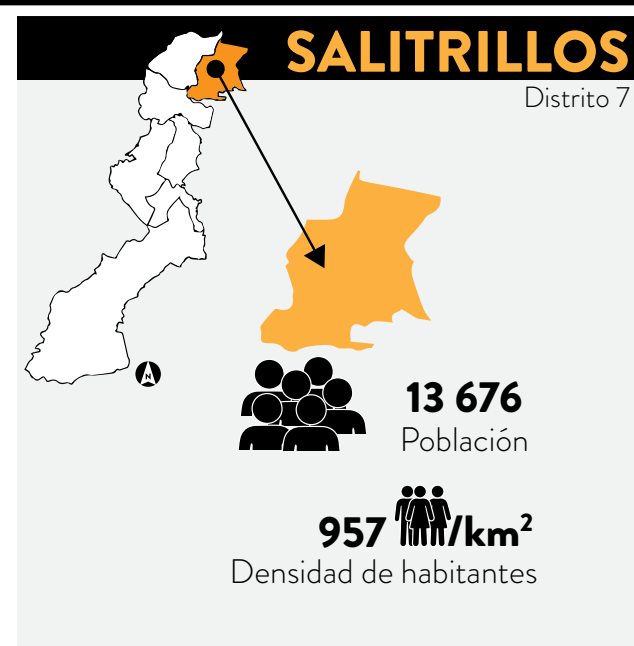 SALITRILLOS
Distrito 7
N
13 676
Población
957 /km²
Densidad de habitantes